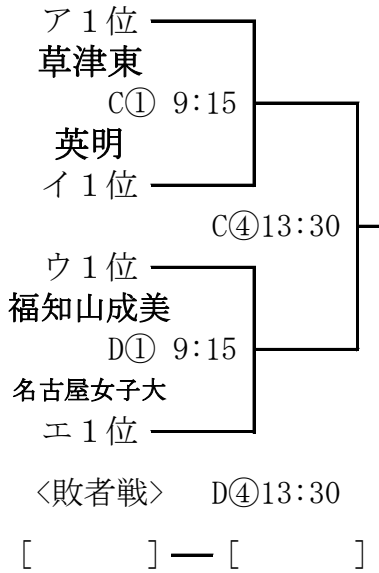 ア１位
草津東
C① 9:15
英明
イ１位
C④13:30
ウ１位
福知山成美
D① 9:15
名古屋女子大
エ１位
<敗者戦> D④13:30
[ ] ― [ ]